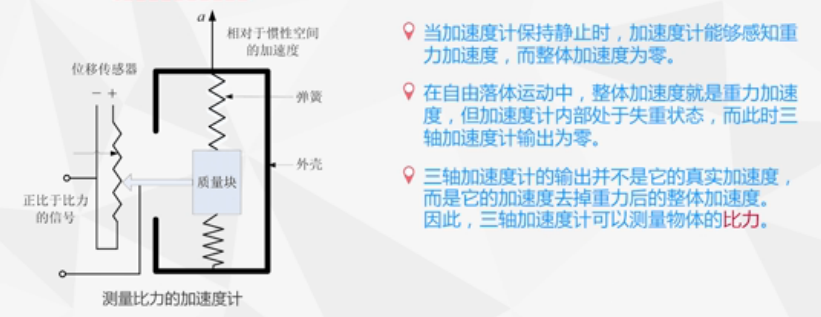 a
相对于惯性空间
的加速度
位移传感器
− +
弹簧
外壳
质量块
正比于比力
的信号
测量比力的加速度计
当加速度计保持静止时，加速度计能够感知重
力加速度，而整体加速度为零。
在自由落体运动中，整体加速度就是重力加速
度，但加速度计内部处于失重状态，而此时三
轴加速度计输出为零。
三轴加速度计的输出并不是它的真实加速度，
而是它的加速度去掉重力后的整体加速度。
因此，三轴加速度计可以测量物体的比力。